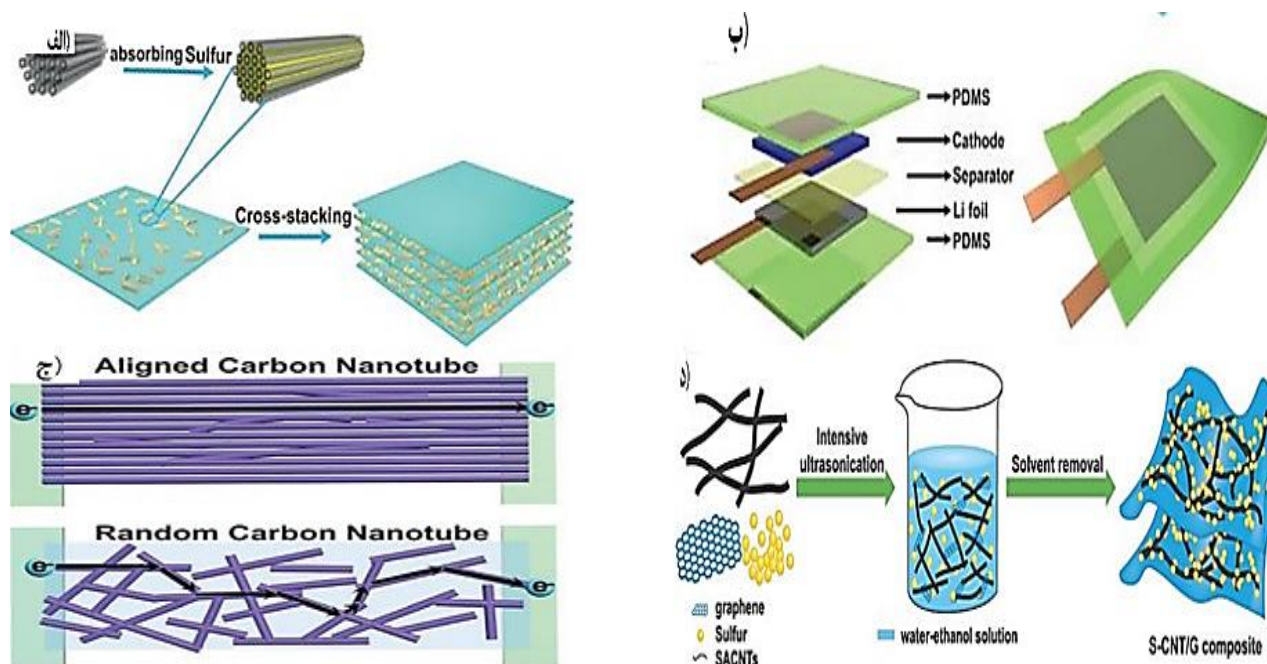 الف)
absorbing Sulfur
Cross-stacking
ب)
PDMS
Cathode
Separator
Li foil
PDMS
ج)
Aligned Carbon Nanotube
e-
e-
Random Carbon Nanotube
e-
e-
د)
Intensive
ultrasonication
Solvent removal
graphene
Sulfur
SACNTs
water-ethanol solution
S-CNT/G composite